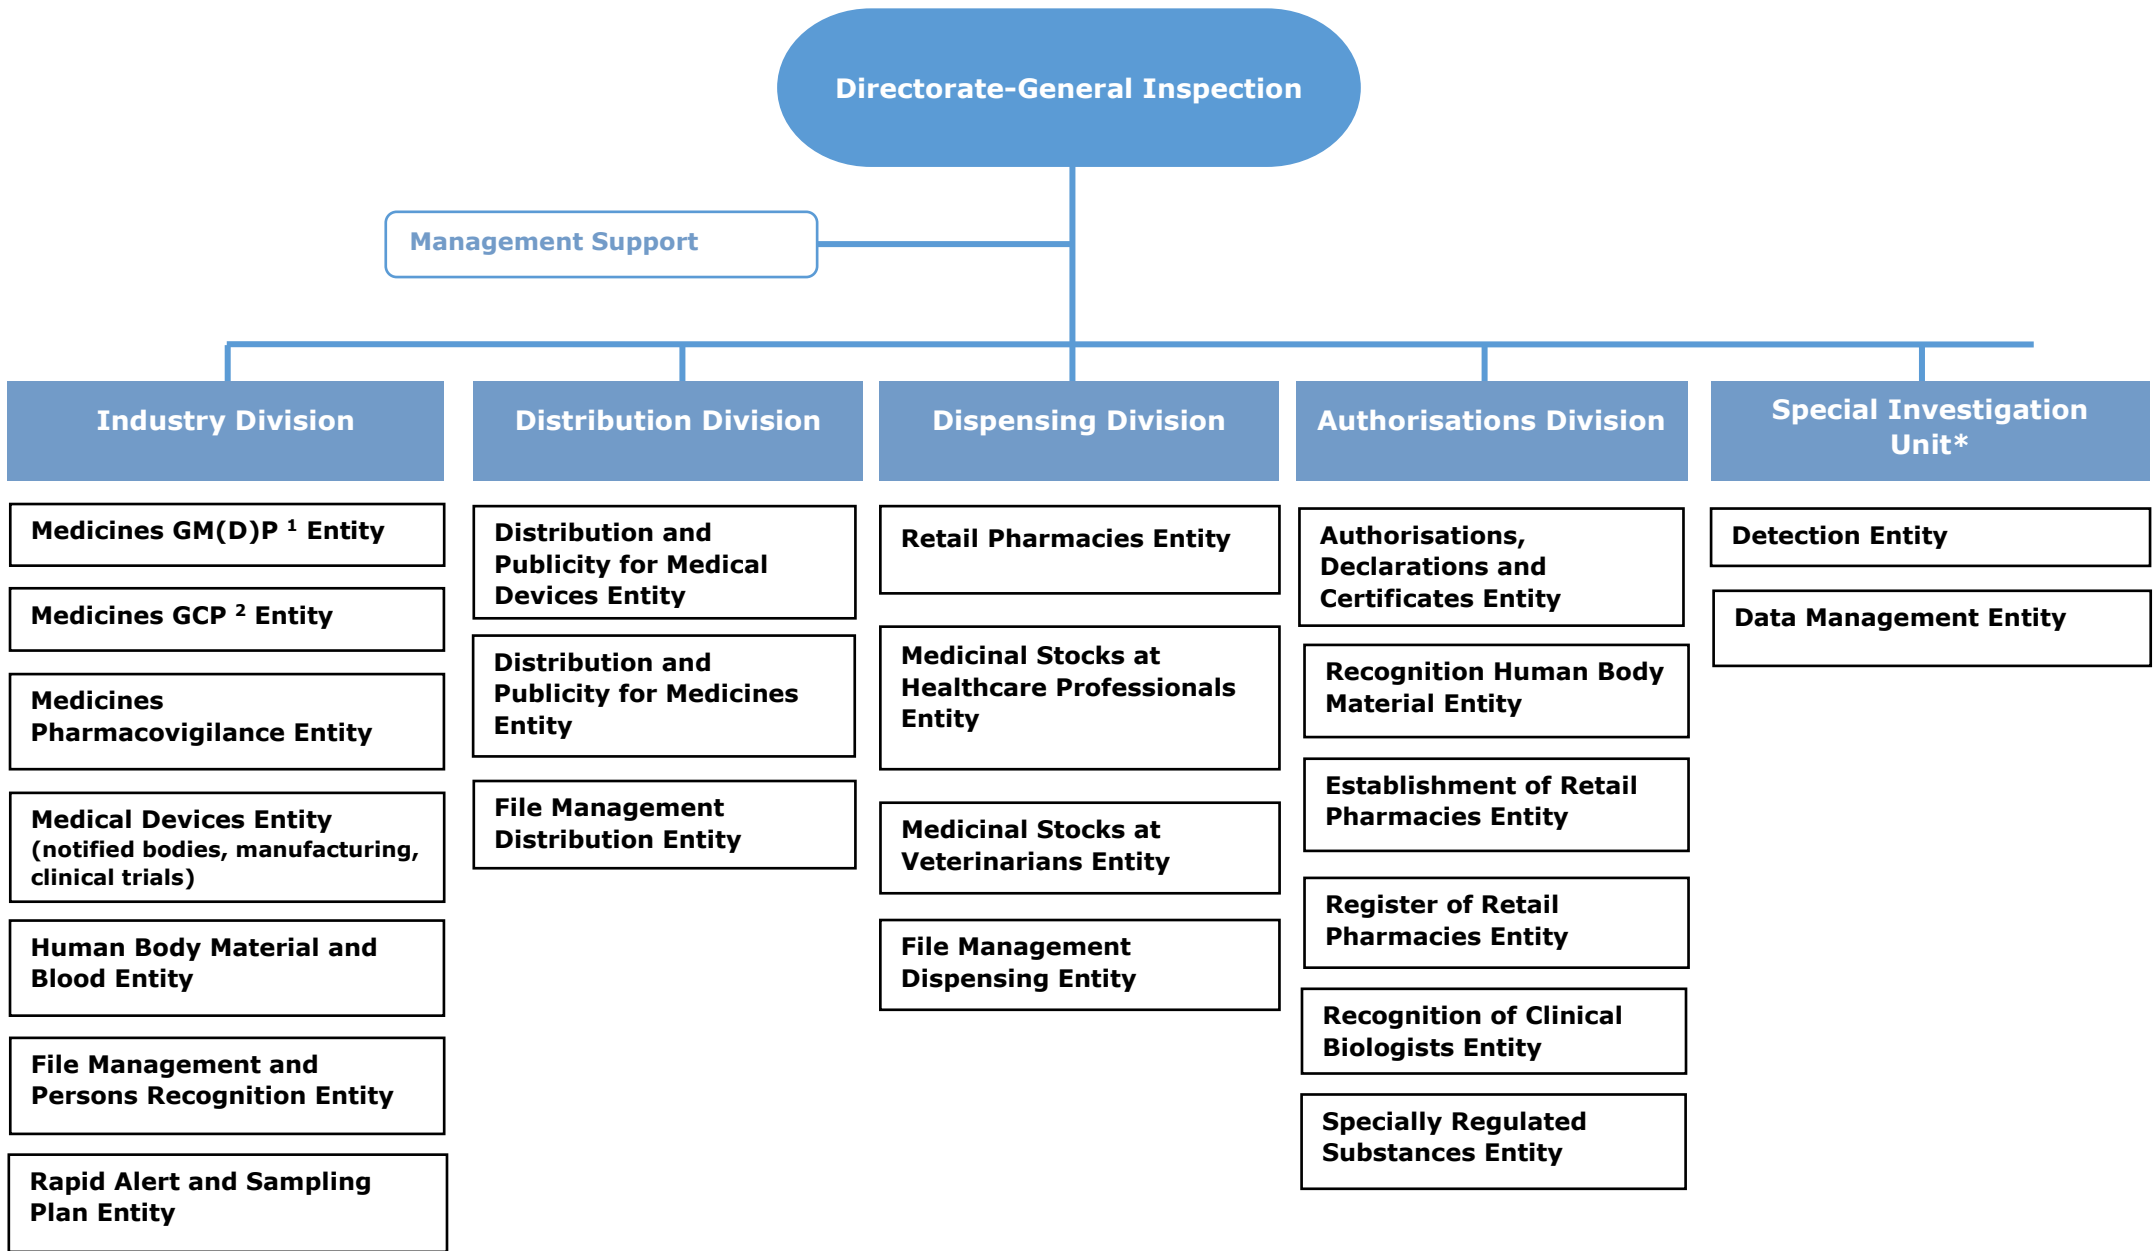 Directorate-General Inspection
Management Support
Industry Division
Medicines GM(D)P ¹ Entity
Medicines GCP ² Entity
Medicines
Pharmacovigilance Entity
Medical Devices Entity
(notified bodies, manufacturing,
clinical trials)
Human Body Material and
Blood Entity
File Management and
Persons Recognition Entity
Rapid Alert and Sampling
Plan Entity
Distribution Division
Distribution and
Publicity for Medical
Devices Entity
Distribution and
Publicity for Medicines
Entity
File Management
Distribution Entity
Dispensing Division
Retail Pharmacies Entity
Medicinal Stocks at
Healthcare Professionals
Entity
Medicinal Stocks at
Veterinarians Entity
File Management
Dispensing Entity
Authorisations Division
Authorisations,
Declarations and
Certificates Entity
Recognition Human Body
Material Entity
Establishment of Retail
Pharmacies Entity
Register of Retail
Pharmacies Entity
Recognition of Clinical
Biologists Entity
Specially Regulated
Substances Entity
Special Investigation
Unit*
Detection Entity
Data Management Entity